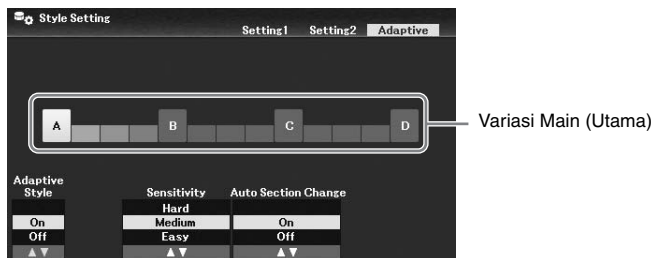 Style Setting
Setting1 Setting2 Adaptive
A B C D
Variasi Main (Utama)
Adaptive
Style Sensitivity Auto Section Change
Hard
On Medium On
Off Easy Off